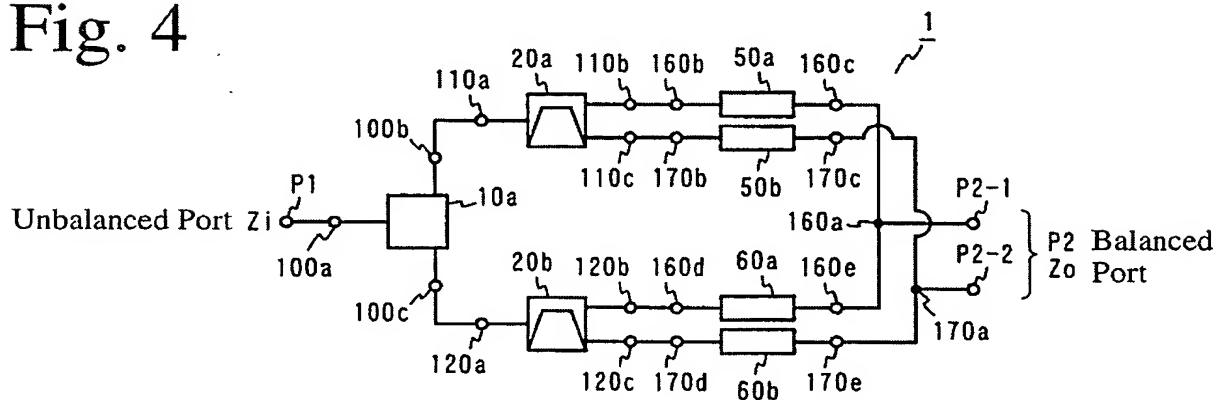 Fig. 4
1
20a 110b 160b 50a 160c
110a
100b
110c 170b 50b 170c
P1 10a P2-1
Unbalanced Port Zi 160a P2 Balanced
Zo Port
100a P2-2
20b 120b 160d 60a 160e
100c 170a
120a 120c 170d 60b 170e